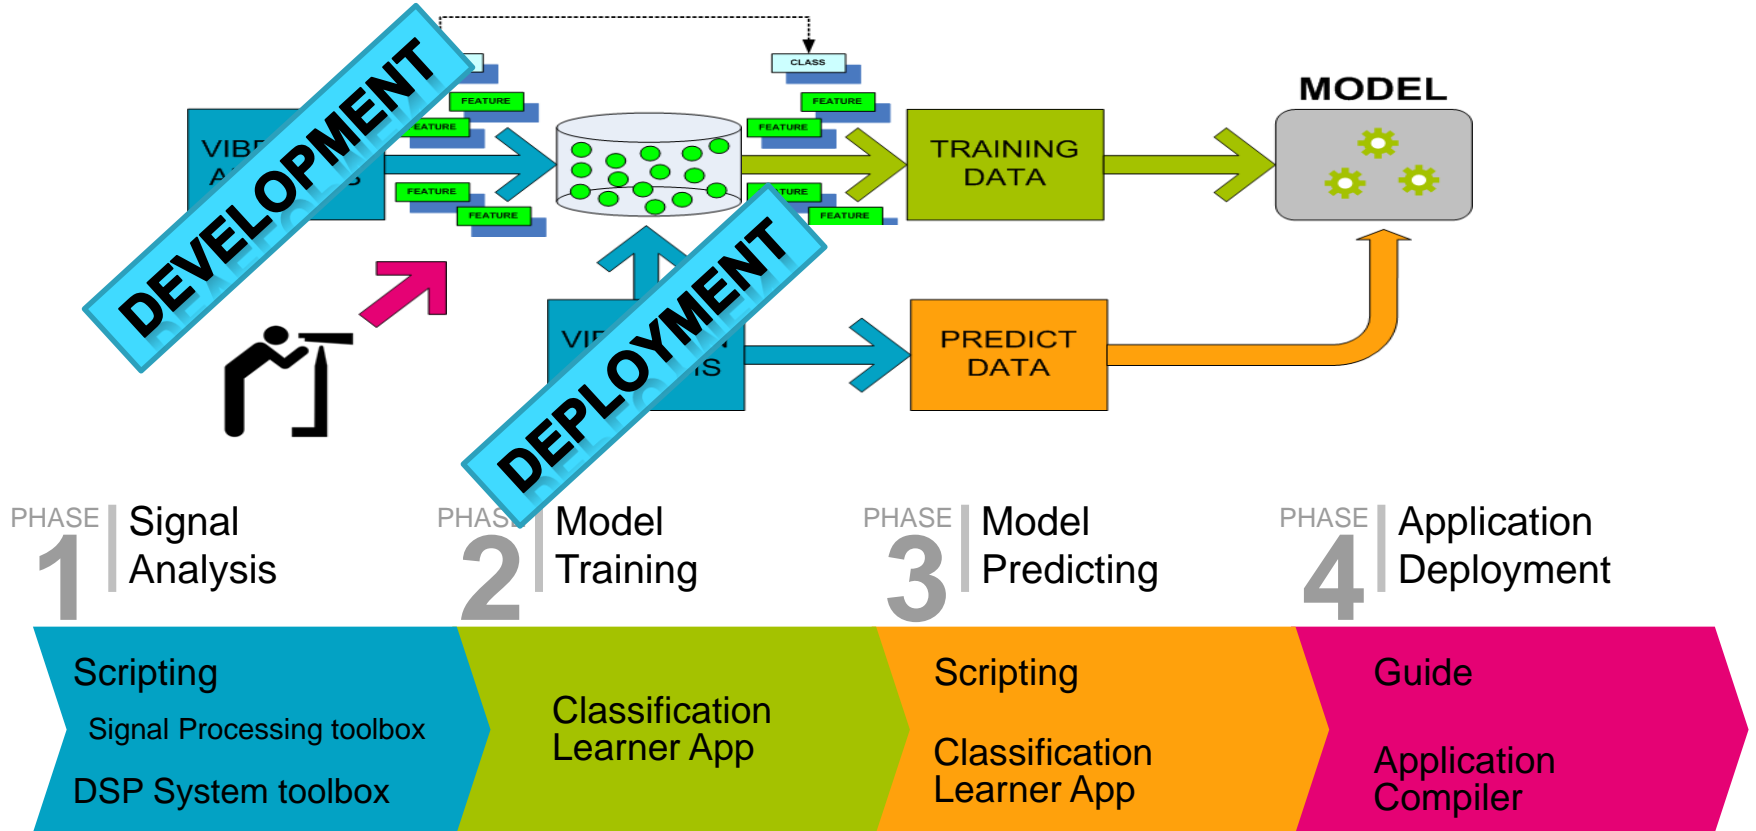 DEVELOPMENT
CLASS
MODEL
FEATURE
FEATURE
FEATURE
FEATURE
FEATURE
FEATURE
FEATURE
FEATURE
TRAINING
DATA
DEPLOYMENT
PREDICT
DATA
PHASE
1
Signal
Analysis
PHASE
2
Model
Training
PHASE
3
Model
Predicting
PHASE
4
Application
Deployment
Scripting
Signal Processing toolbox
DSP System toolbox
Classification
Learner App
Scripting
Classification
Learner App
Guide
Application
Compiler